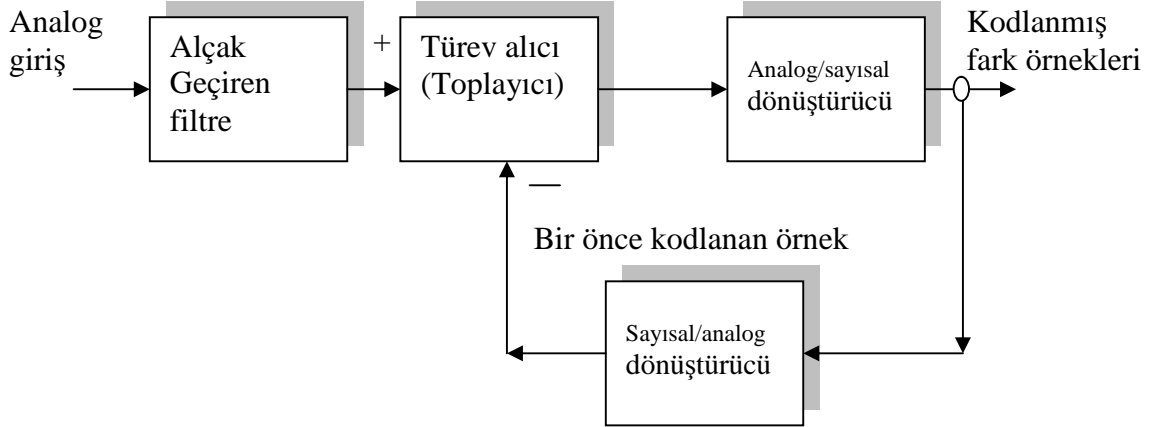 Analog
giriş
Alçak
Geçiren
filtre
+
Türev alıcı
(Toplayıcı)
Analog/sayısal
dönüştürücü
Kodlanmış
fark örnekleri
—
Bir önce kodlanan örnek
Sayısal/analog
dönüştürücü